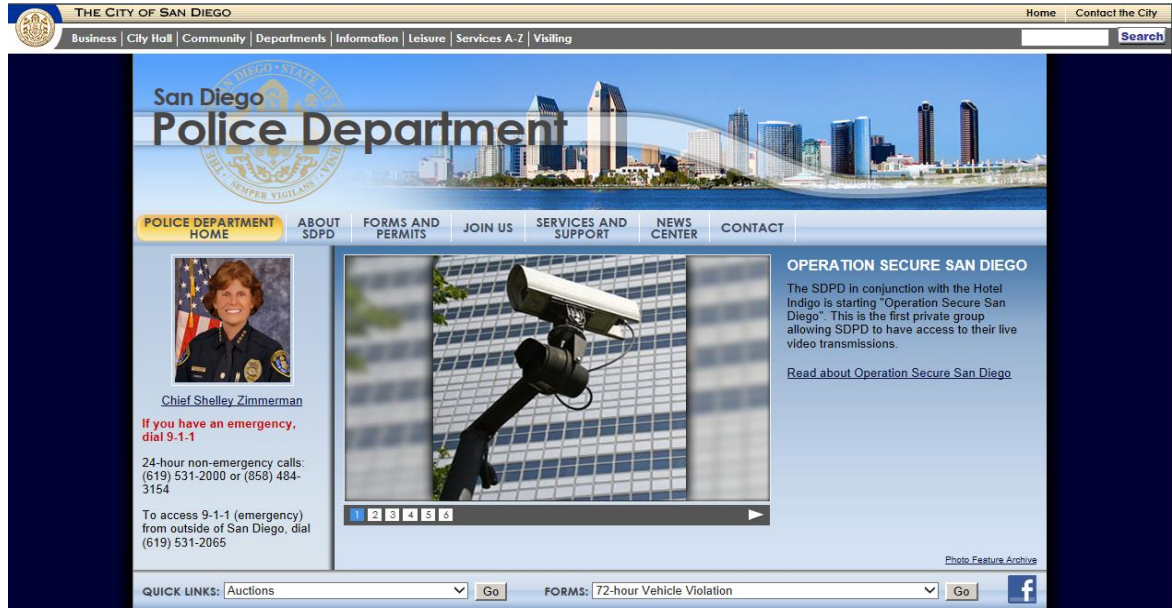 THE CITY OF SAN DIEGO
Home
Contact the City
Business | City Hall | Community | Departments | Information | Leisure | Services A-Z | Visiting
Search
DIEGO · STATE OF
SEMPER VIGILANS
San Diego
Police Department
POLICE DEPARTMENT
HOME
ABOUT
SDPD
FORMS AND
PERMITS
JOIN US
SERVICES AND
SUPPORT
NEWS
CENTER
CONTACT
Chief Shelley Zimmerman
If you have an emergency,
dial 9-1-1
24-hour non-emergency calls:
(619) 531-2000 or (858) 484-
3154
To access 9-1-1 (emergency)
from outside of San Diego, dial
(619) 531-2065
1 2 3 4 5 6
OPERATION SECURE SAN DIEGO
The SDPD in conjunction with the Hotel
Indigo is starting "Operation Secure San
Diego". This is the first private group
allowing SDPD to have access to their live
video transmissions.
Read about Operation Secure San Diego
Photo Feature Archive
QUICK LINKS: Auctions
Go
FORMS: 72-hour Vehicle Violation
Go
f